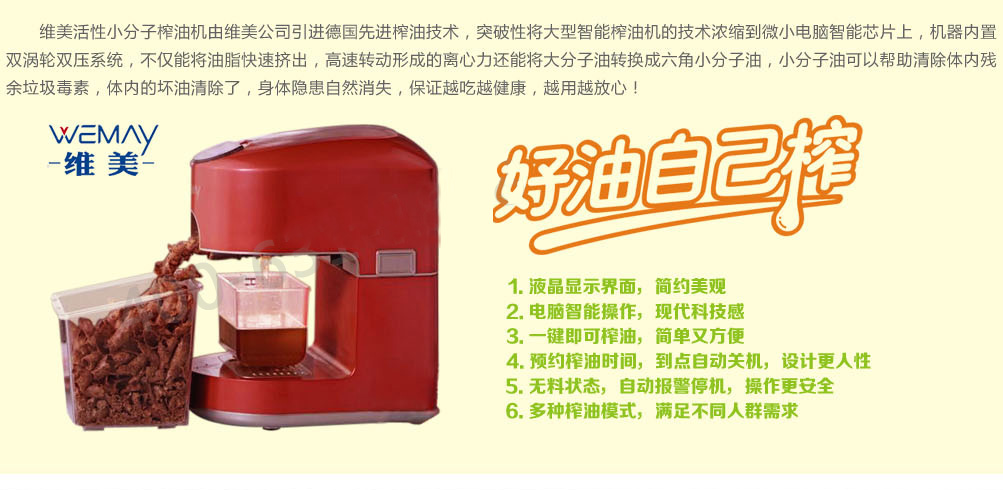 维美活性小分子榨油机由维美公司引进德国先进榨油技术，突破性将大型智能榨油机的技术浓缩到微小电脑智能芯片上，机器内置
双涡轮双压系统，不仅能将油脂快速挤出，高速转动形成的离心力还能将大分子油转换成六角小分子油，小分子油可以帮助清除体内残
余垃圾毒素，体内的坏油清除了，身体隐患自然消失，保证越吃越健康，越用越放心！
WEMAY
维美
好油自己榨
1. 液晶显示界面，简约美观
2. 电脑智能操作，现代科技感
3. 一键即可榨油，简单又方便
4. 预约榨油时间，到点自动关机，设计更人性
5. 无料状态，自动报警停机，操作更安全
6. 多种榨油模式，满足不同人群需求